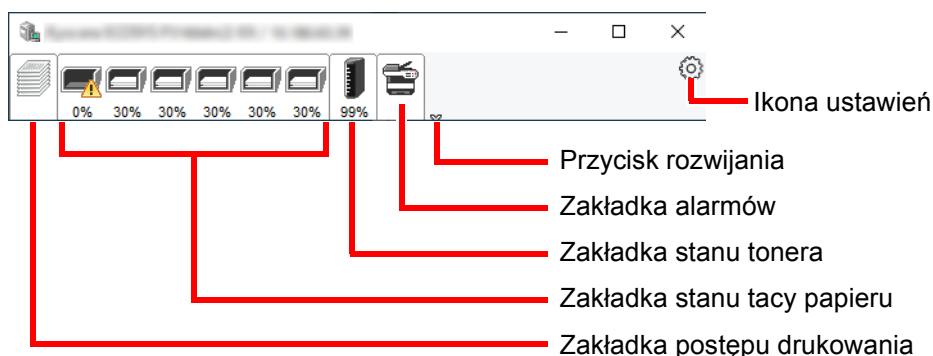 0% 30% 30% 30% 30% 30% 99%
Ikona ustawień
Przycisk rozwijania
Zakładka alarmów
Zakładka stanu tonera
Zakładka stanu tacy papieru
Zakładka postępu drukowania